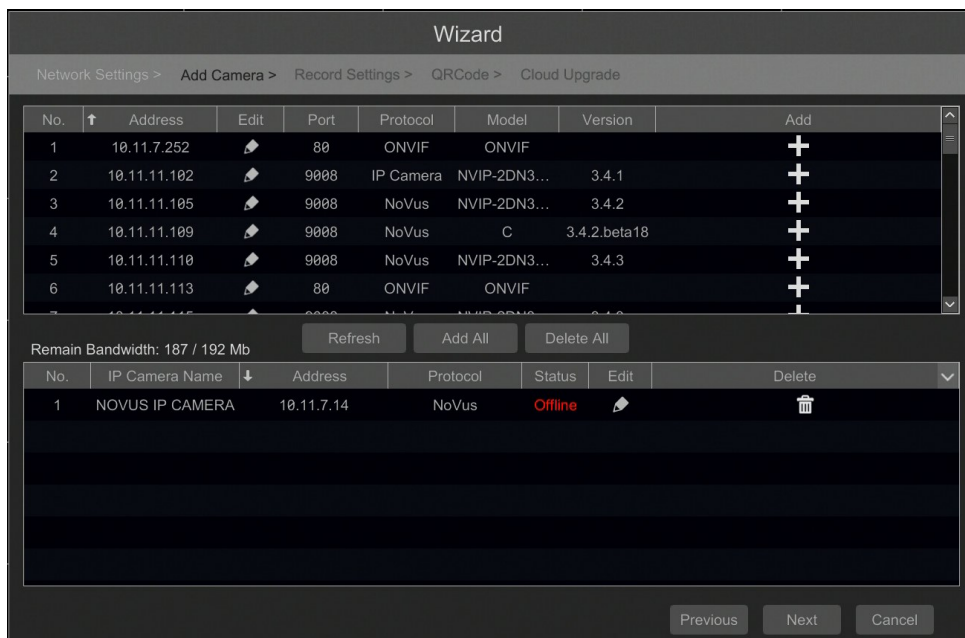 Wizard
Network Settings > Add Camera > Record Settings > QRCode > Cloud Upgrade
No. Address Edit Port Protocol Model Version Add
1 10.11.7.252 80 ONVIF ONVIF
2 10.11.11.102 9008 IP Camera NVIP-2DN3... 3.4.1
3 10.11.11.105 9008 NoVus NVIP-2DN3... 3.4.2
4 10.11.11.109 9008 NoVus C 3.4.2.beta18
5 10.11.11.110 9008 NoVus NVIP-2DN3... 3.4.3
6 10.11.11.113 80 ONVIF ONVIF
Refresh Add All Delete All
Remain Bandwidth: 187 / 192 Mb
No. IP Camera Name Address Protocol Status Edit Delete
1 NOVUS IP CAMERA 10.11.7.14 NoVus Offline
Previous Next Cancel